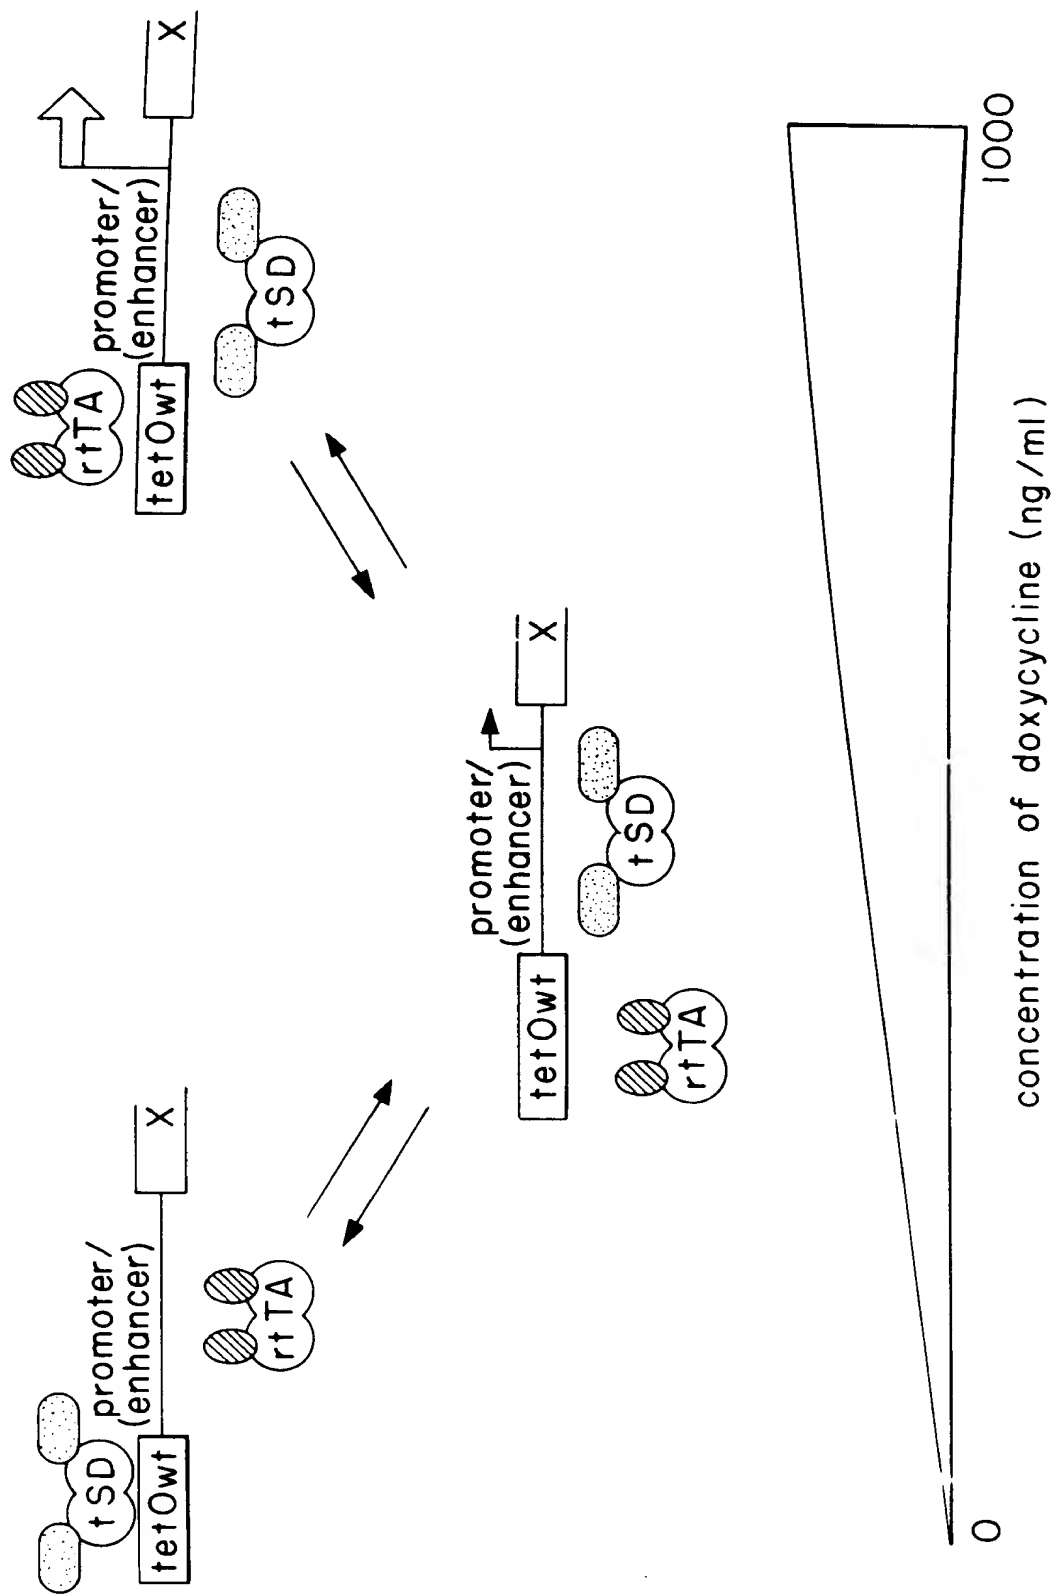 tSD
promoter/
(enhancer)
tetOwt
X
rtTA
promoter/
(enhancer)
tetOwt
X
rtTA
tSD
rtTA
promoter/
(enhancer)
tetOwt
X
tSD
0
1000
concentration of doxycycline (ng/ml)